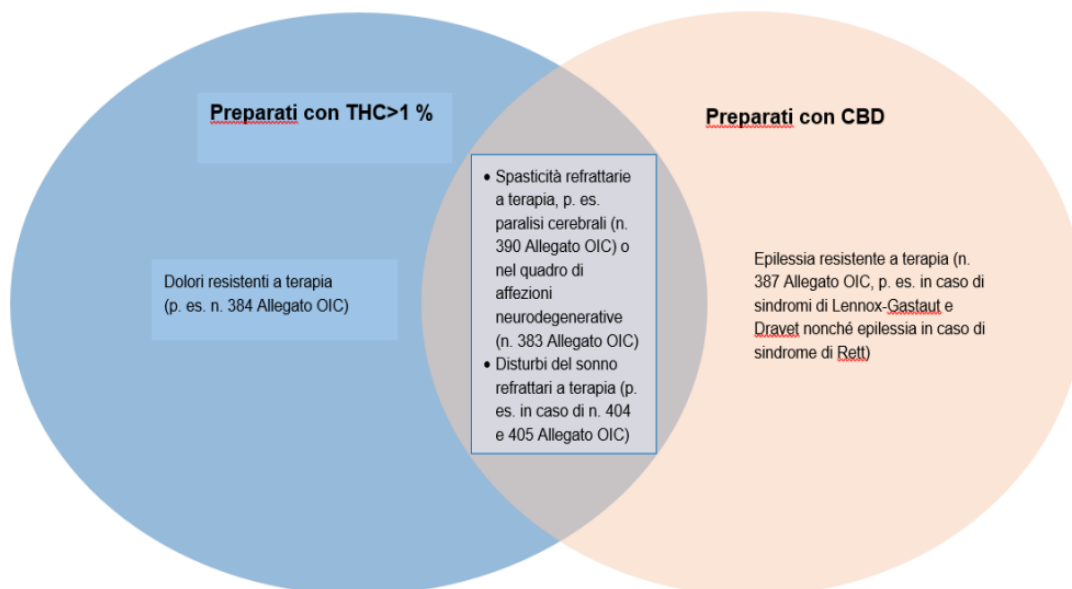 Preparati con THC>1 %
Preparati con CBD
Dolori resistenti a terapia
(p. es. n. 384 Allegato OIC)
• Spasticità refrattarie
a terapia, p. es.
paralisi cerebrali (n.
390 Allegato OIC) o
nel quadro di
affezioni
neurodegenerative
(n. 383 Allegato OIC)
• Disturbi del sonno
refrattari a terapia (p.
es. in caso di n. 404
e 405 Allegato OIC)
Epilessia resistente a terapia (n.
387 Allegato OIC, p. es. in caso di
sindromi di Lennox-Gastaut e
Dravet nonché epilessia in caso di
sindrome di Rett)